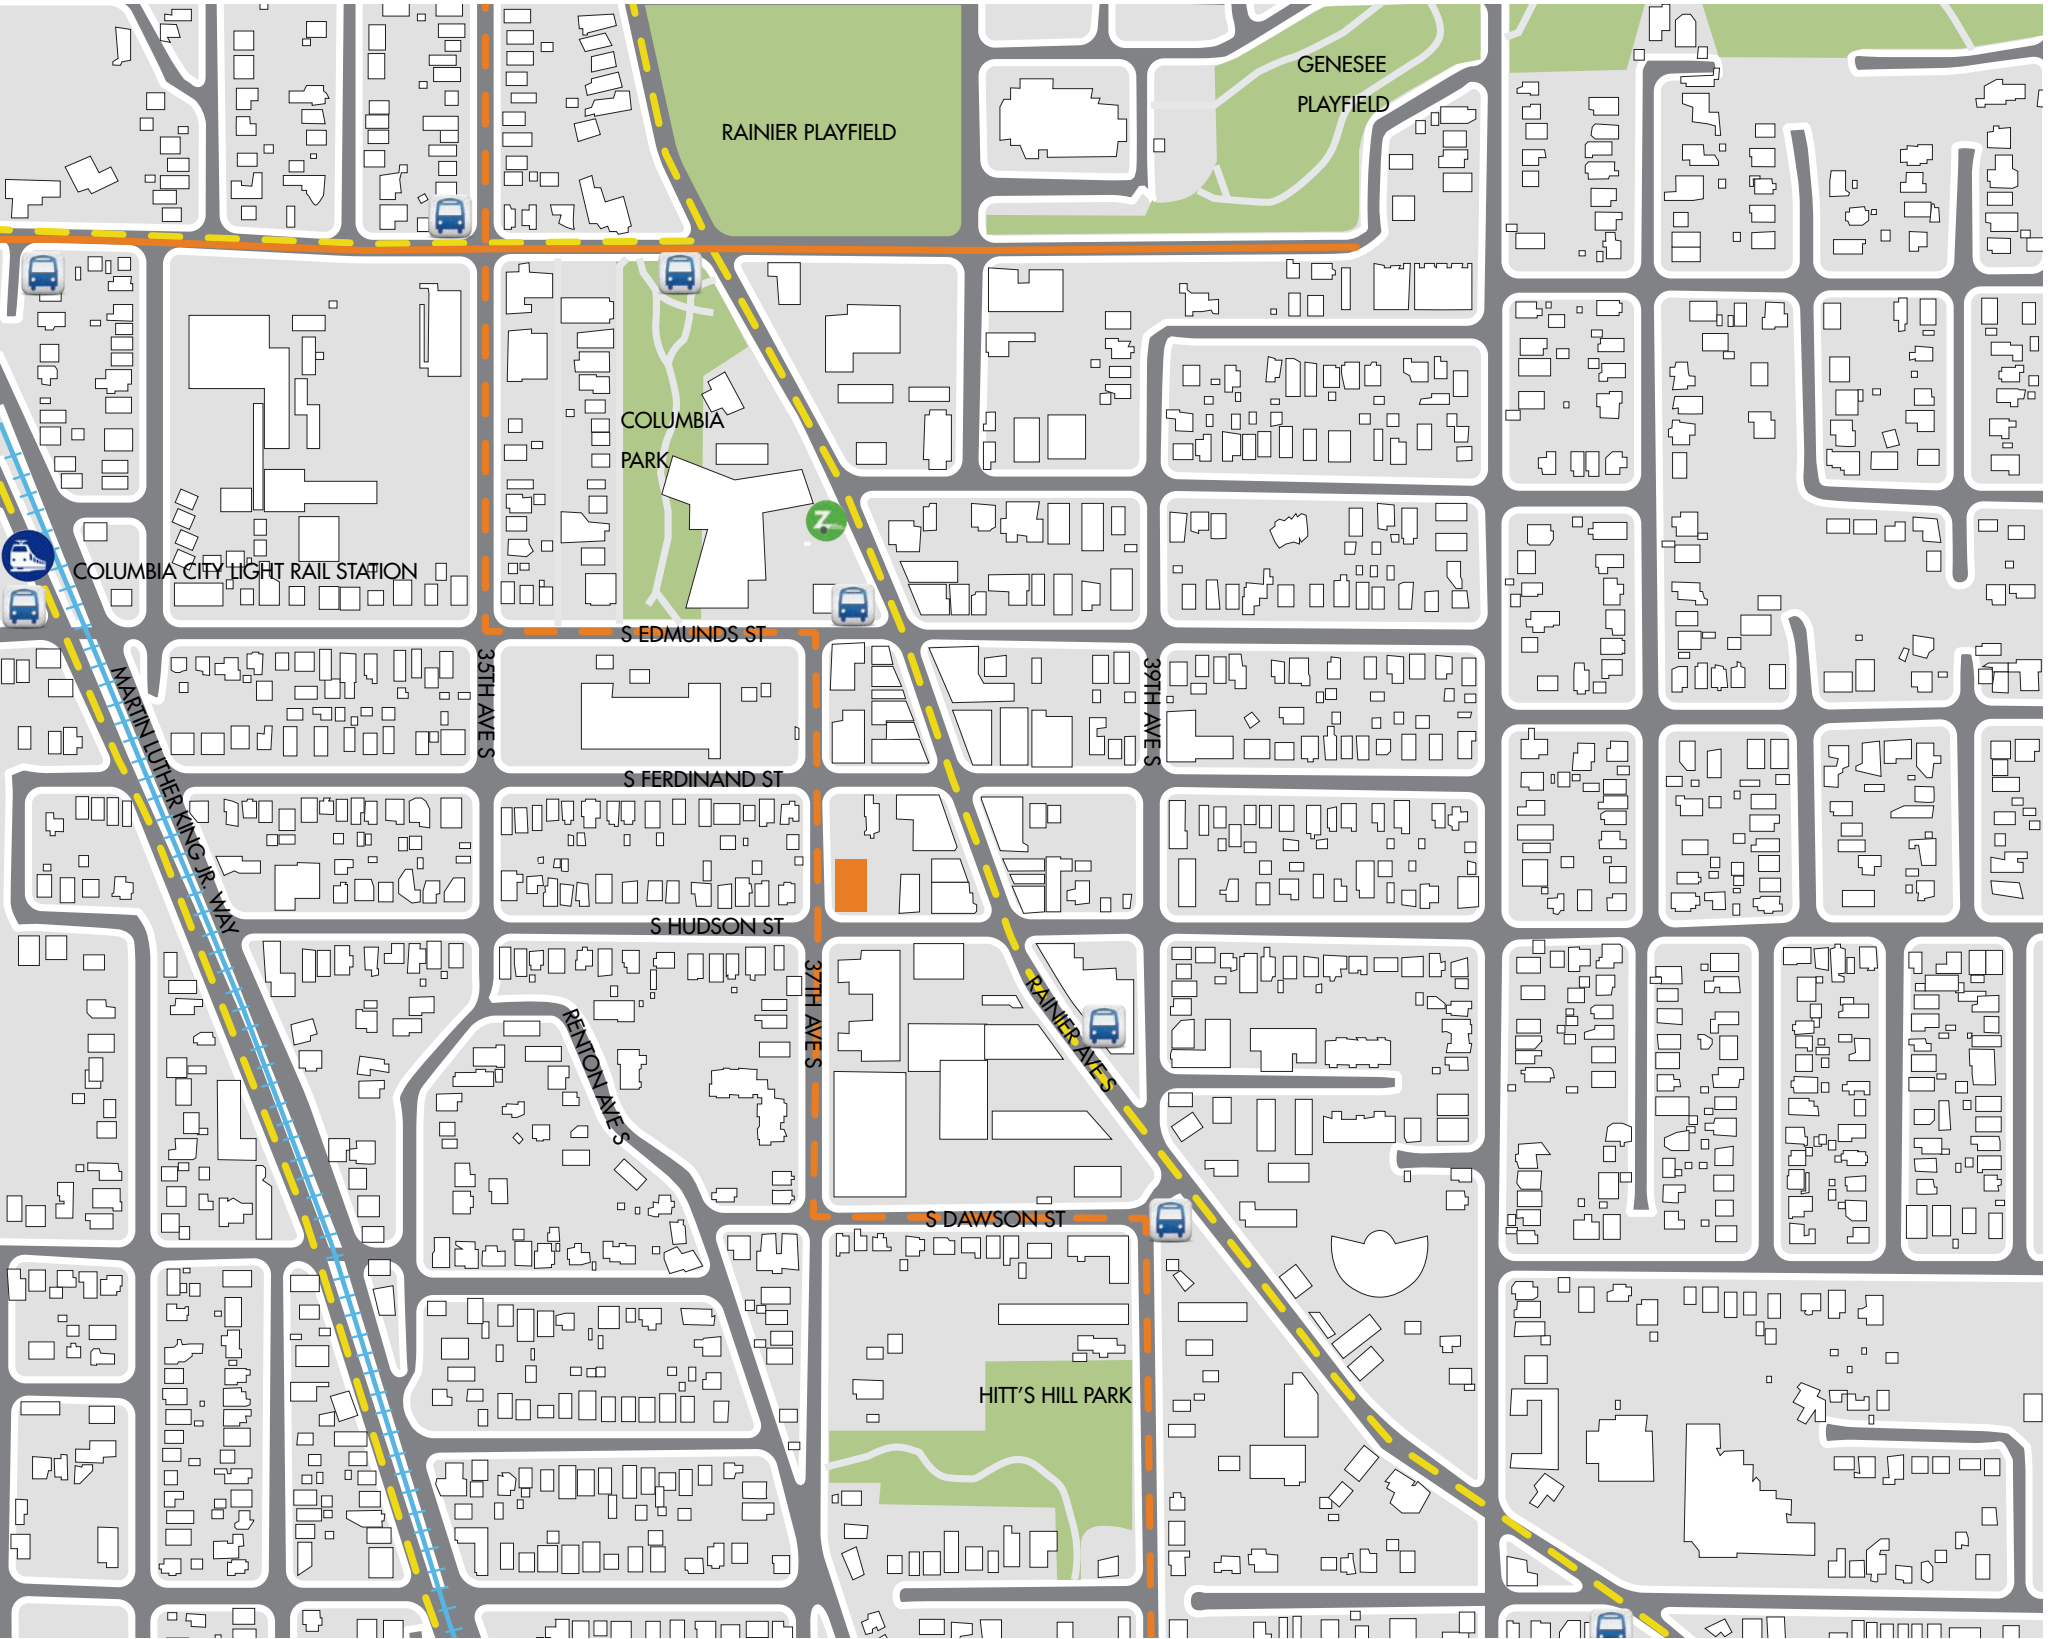 GENESEE
PLAYFIELD
RAINIER PLAYFIELD
COLUMBIA
PARK
Z
COLUMBIA CITY LIGHT RAIL STATION
S EDMUNDS ST
35TH AVE S
39TH AVE S
MARTIN LUTHER KING JR. WAY
S FERDINAND ST
S HUDSON ST
37TH AVE S
RAINIER AVE S
RENTON AVE S
S DAWSON ST
HITT'S HILL PARK